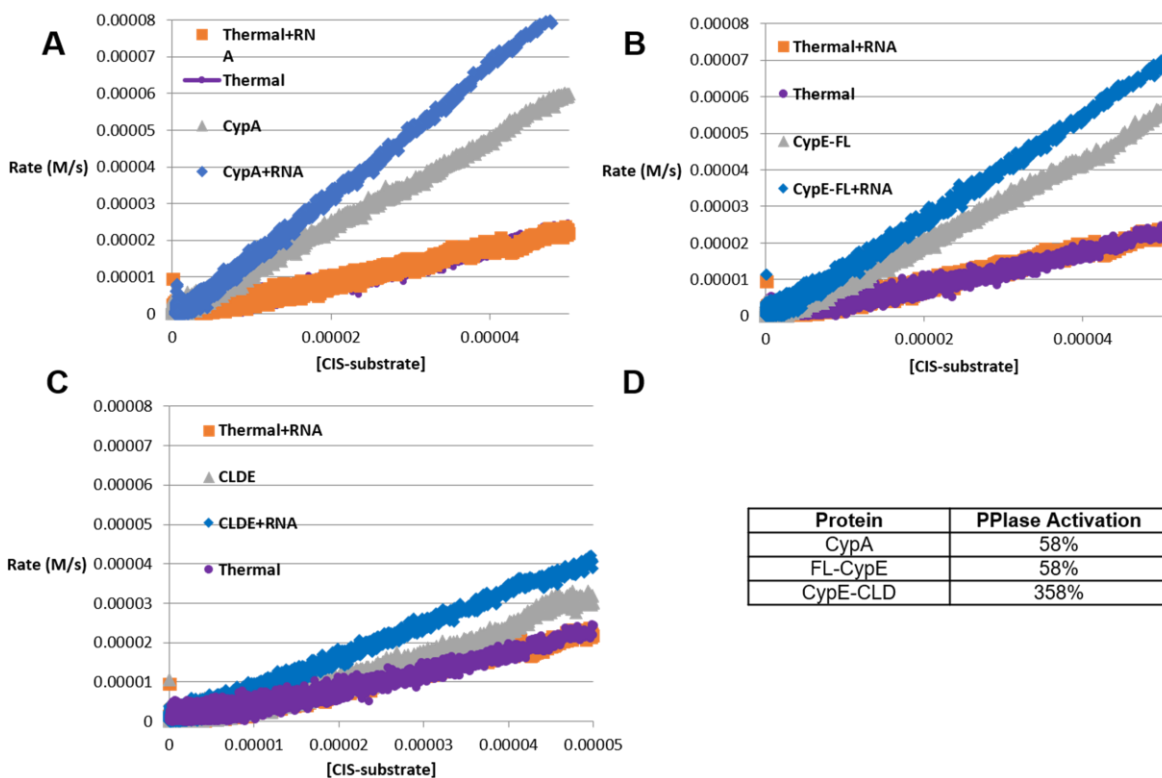 A
0.00008
0.00007
0.00006
0.00005
0.00004
0.00003
0.00002
0.00001
0
Rate (M/s)
Thermal+RN
A
Thermal
CypA
CypA+RNA
0
0.00002
0.00004
[CIS-substrate]
B
0.00008
0.00007
0.00006
0.00005
0.00004
0.00003
0.00002
0.00001
0
Rate (M/s)
Thermal+RNA
Thermal
CypE-FL
CypE-FL+RNA
0
0.00002
0.00004
[CIS-substrate]
C
0.00008
0.00007
0.00006
0.00005
0.00004
0.00003
0.00002
0.00001
0
Rate (M/s)
Thermal+RNA
CLDE
CLDE+RNA
Thermal
0
0.00001
0.00002
0.00003
0.00004
0.00005
[CIS-substrate]
D
Protein PPIase Activation
CypA 58%
FL-CypE 58%
CypE-CLD 358%